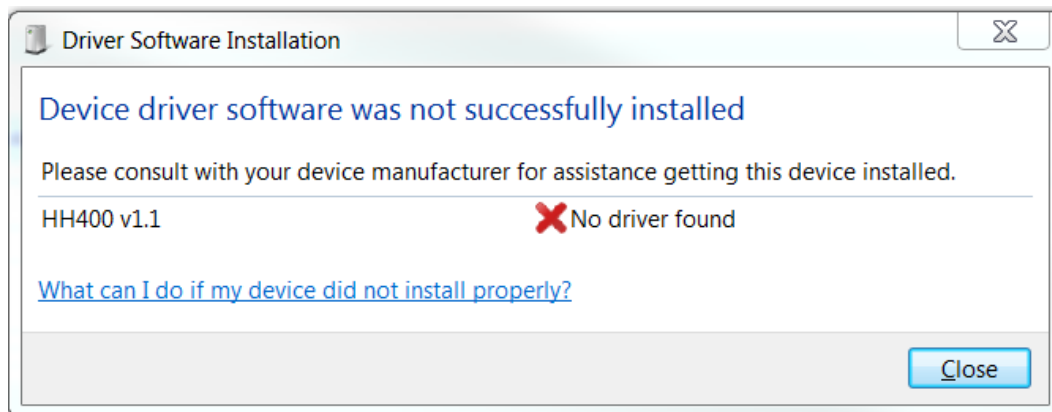 Driver Software Installation
Device driver software was not successfully installed
Please consult with your device manufacturer for assistance getting this device installed.
HH400 v1.1 No driver found
What can I do if my device did not install properly?
Close